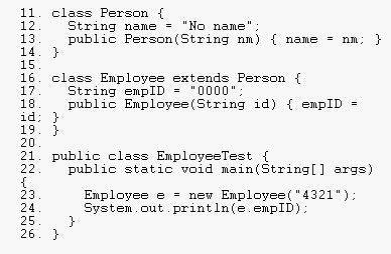 11. class Person {
12.   String name = "No name";
13.   public Person(String nm) { name = nm; }
14. }
15.
16. class Employee extends Person {
17.   String empID = "0000";
18.   public Employee(String id) { empID =
id; }
19. }
20.
21. public class EmployeeTest {
22.   public static void main(String[] args)
{
23.     Employee e = new Employee("4321");
24.     System.out.println(e.empID);
25.   }
26. }